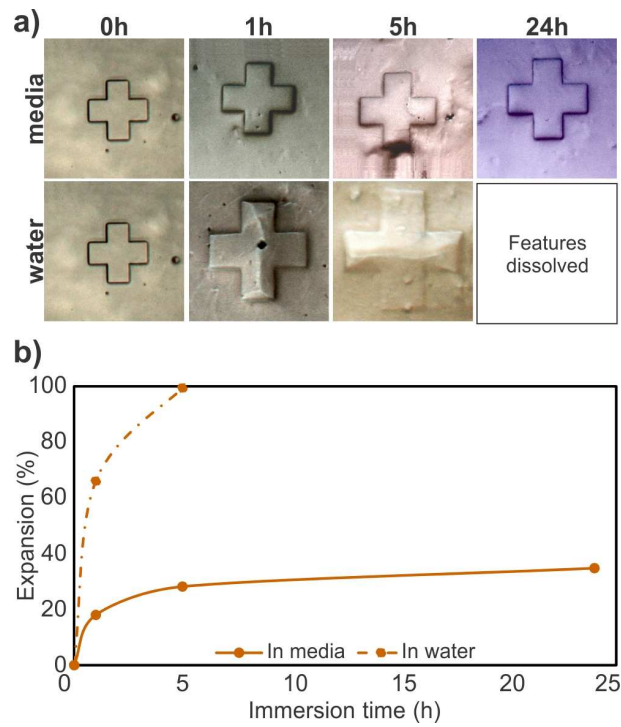 a)
0h 1h 5h 24h
media
water
Features
dissolved
b)
100
80
60
40
20
0
Expansion (%)
0 5 10 15 20 25
In media In water
Immersion time (h)